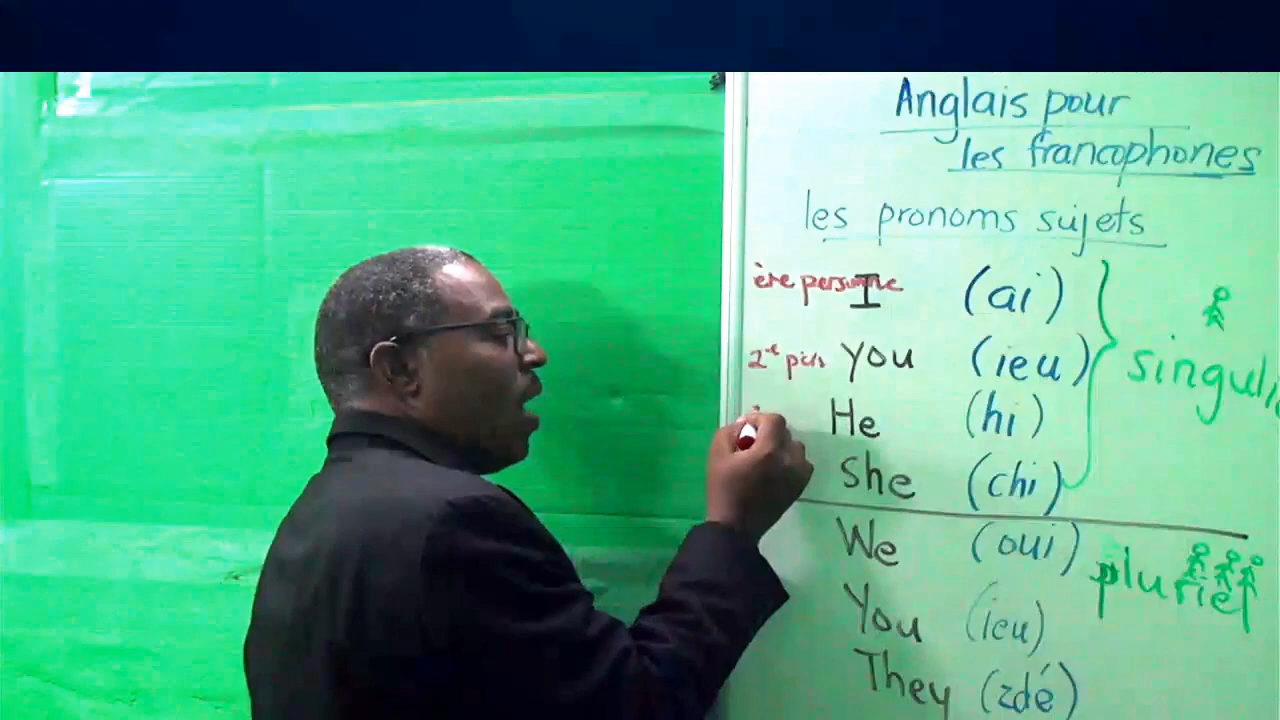 Anglais pour
les francophones
les pronoms sujets
ère personne I (ai)
2me pers You (ieu)
He (hi)
She (chi)
singuli
We (oui)
You (ieu)
They (zdé)
pluriel